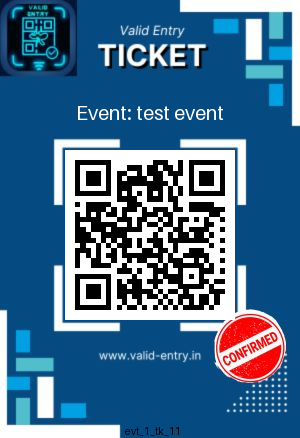 VALID
ENTRY
Valid Entry
TICKET
Event: test event
www.valid-entry.in
CONFIRMED
evt_1_tk_11